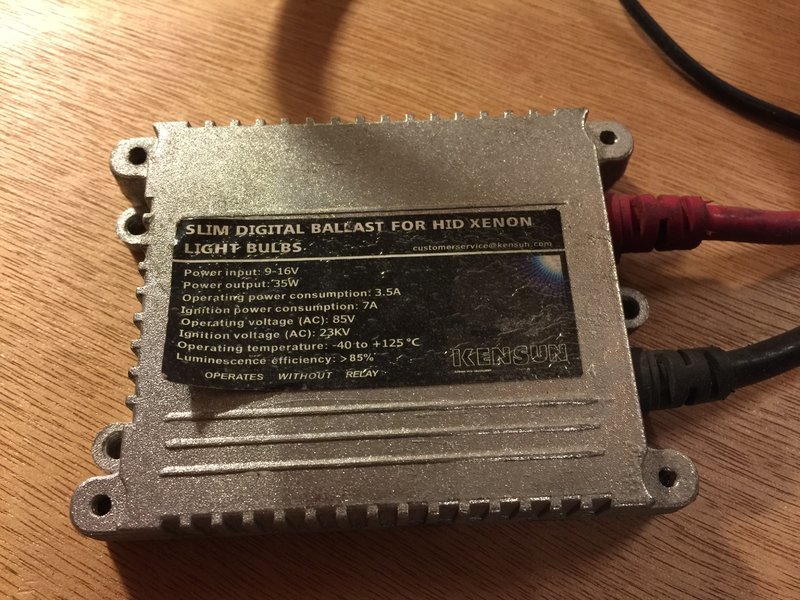 SLIM DIGITAL BALLAST FOR HID XENON
LIGHT BULBS
customerservice@kensun.com
Power input: 9-16V
Power output: 35W
Operating power consumption: 3.5A
Ignition power consumption: 7A
Operating voltage (AC): 85V
Ignition voltage (AC): 23KV
Operating temperature: -40 to +125 °C
Luminescence efficiency: >85%
KENSUN
OPERATES WITHOUT RELAY